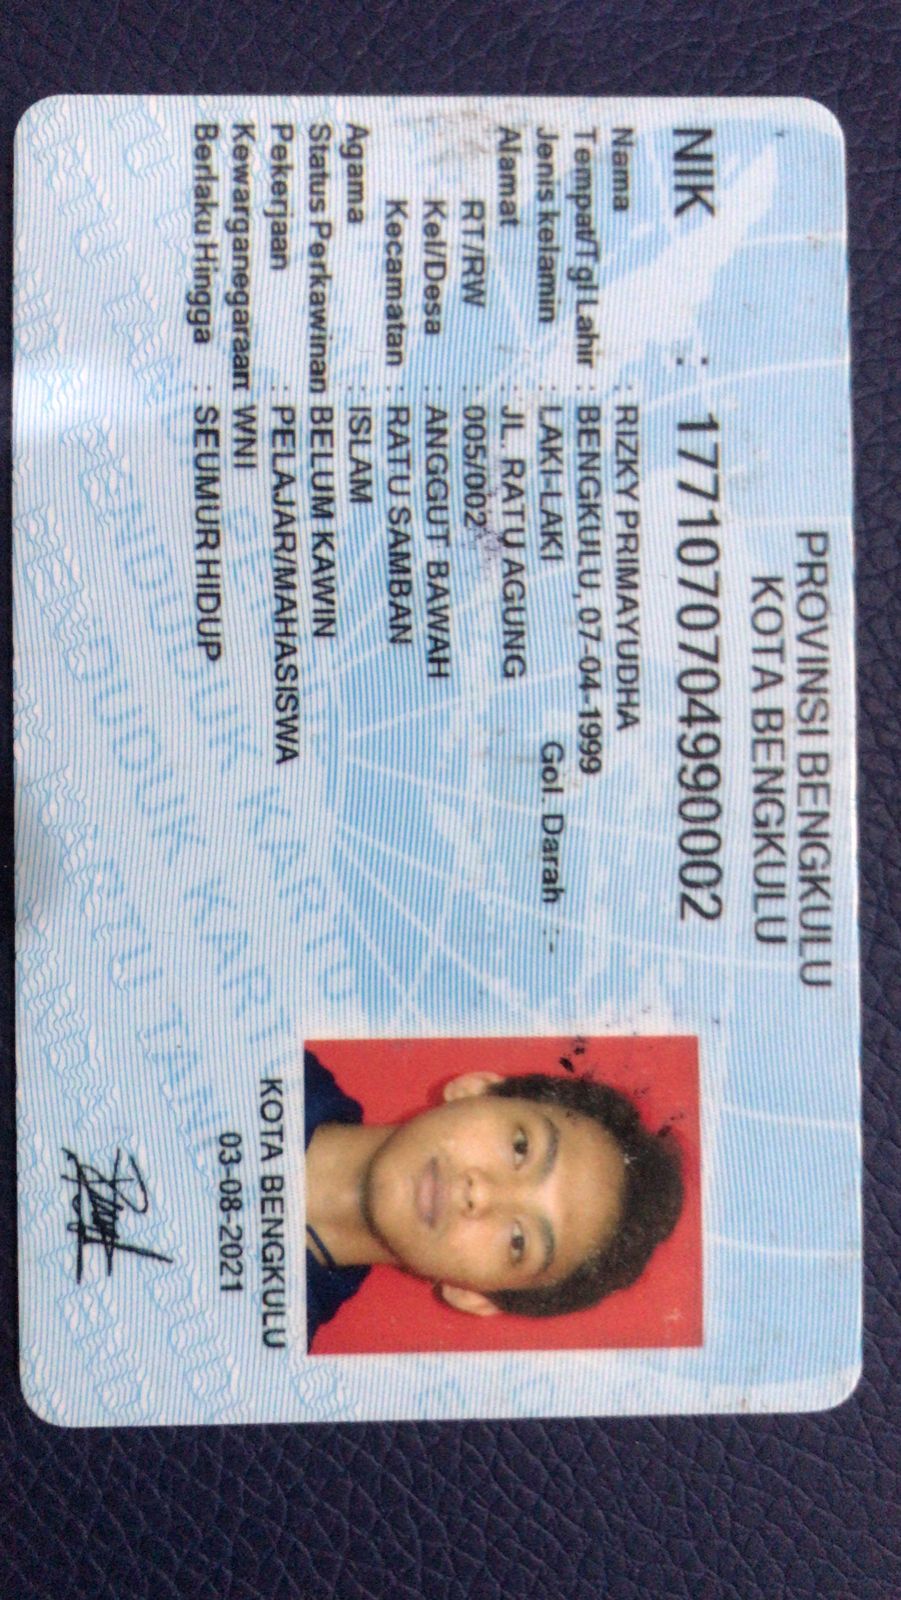 PROVINSI BENGKULU
KOTA BENGKULU
NIK : 1771070704990002
Nama : RIZKY PRIMAYUDHA
Tempat/Tgl Lahir : BENGKULU, 07-04-1999
Jenis kelamin : LAKI-LAKI Gol. Darah :-
Alamat : JL. RATU AGUNG
RT/RW : 005/002
Kel/Desa : ANGGUT BAWAH
Kecamatan : RATU SAMBAN
Agama : ISLAM
Status Perkawinan: BELUM KAWIN
Pekerjaan : PELAJAR/MAHASISWA
Kewarganegaraan: WNI
Berlaku Hingga : SEUMUR HIDUP
KOTA BENGKULU
03-08-2021